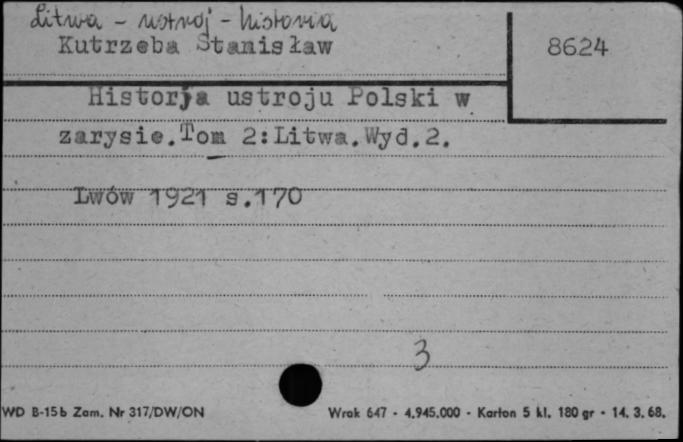 Litwa - ustrój - historia
Kutrzeba Stanisław
8624
Historja ustroju Polski w
zarysie.Tom 2:Litwa.Wyd.2.
Lwów 1921 s.170
3
WD B-15b Zam. Nr 317/DW/ON
Wrok 647 - 4.945.000 - Karton 5 kl. 180 gr - 14. 3. 68.